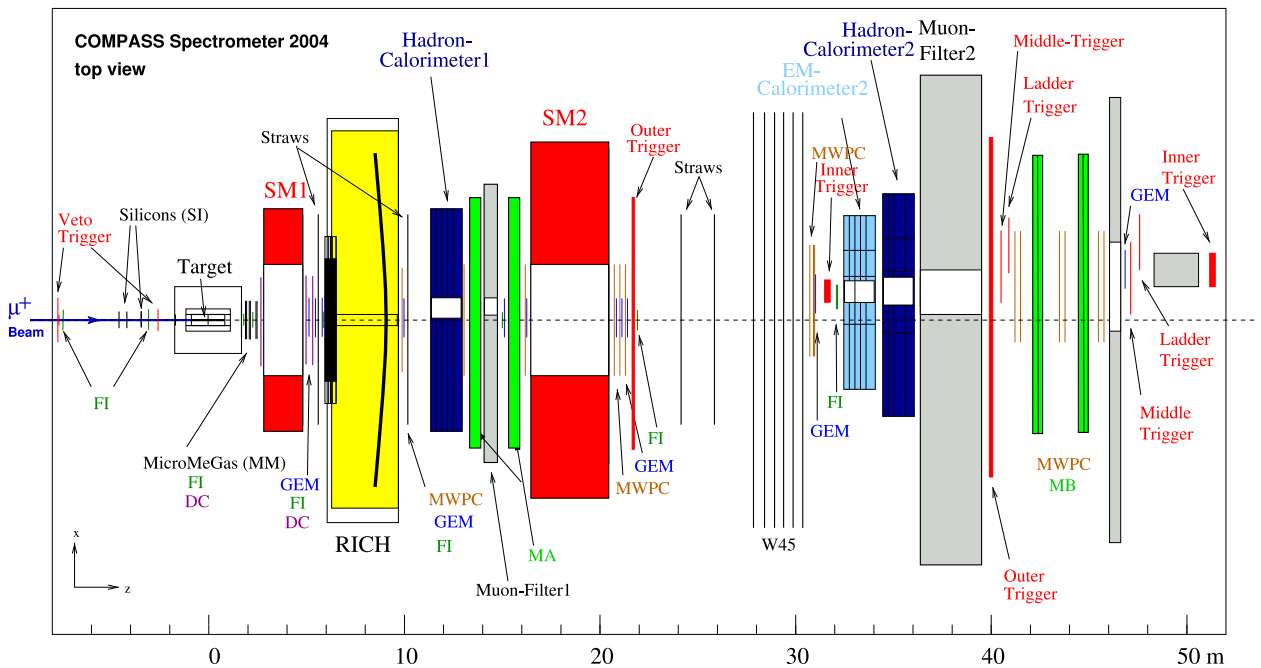 COMPASS Spectrometer 2004
top view
Hadron-
Calorimeter1
Hadron-
Calorimeter2
Muon-
Filter2
Middle-Trigger
EM-
Calorimeter2
Ladder
Trigger
SM2
Outer
Trigger
Straws
Straws
MWPC
Inner
Trigger
Inner
Trigger
GEM
SM1
Silicons (SI)
Veto
Trigger
Target
μ+
Beam
FI
MicroMeGas (MM)
FI
DC
GEM
FI
DC
RICH
MWPC
GEM
FI
MA
Muon-Filter1
FI
GEM
MWPC
W45
FI
GEM
MWPC
MB
Ladder
Trigger
Middle
Trigger
Outer
Trigger
x
z
0 10 20 30 40 50 m